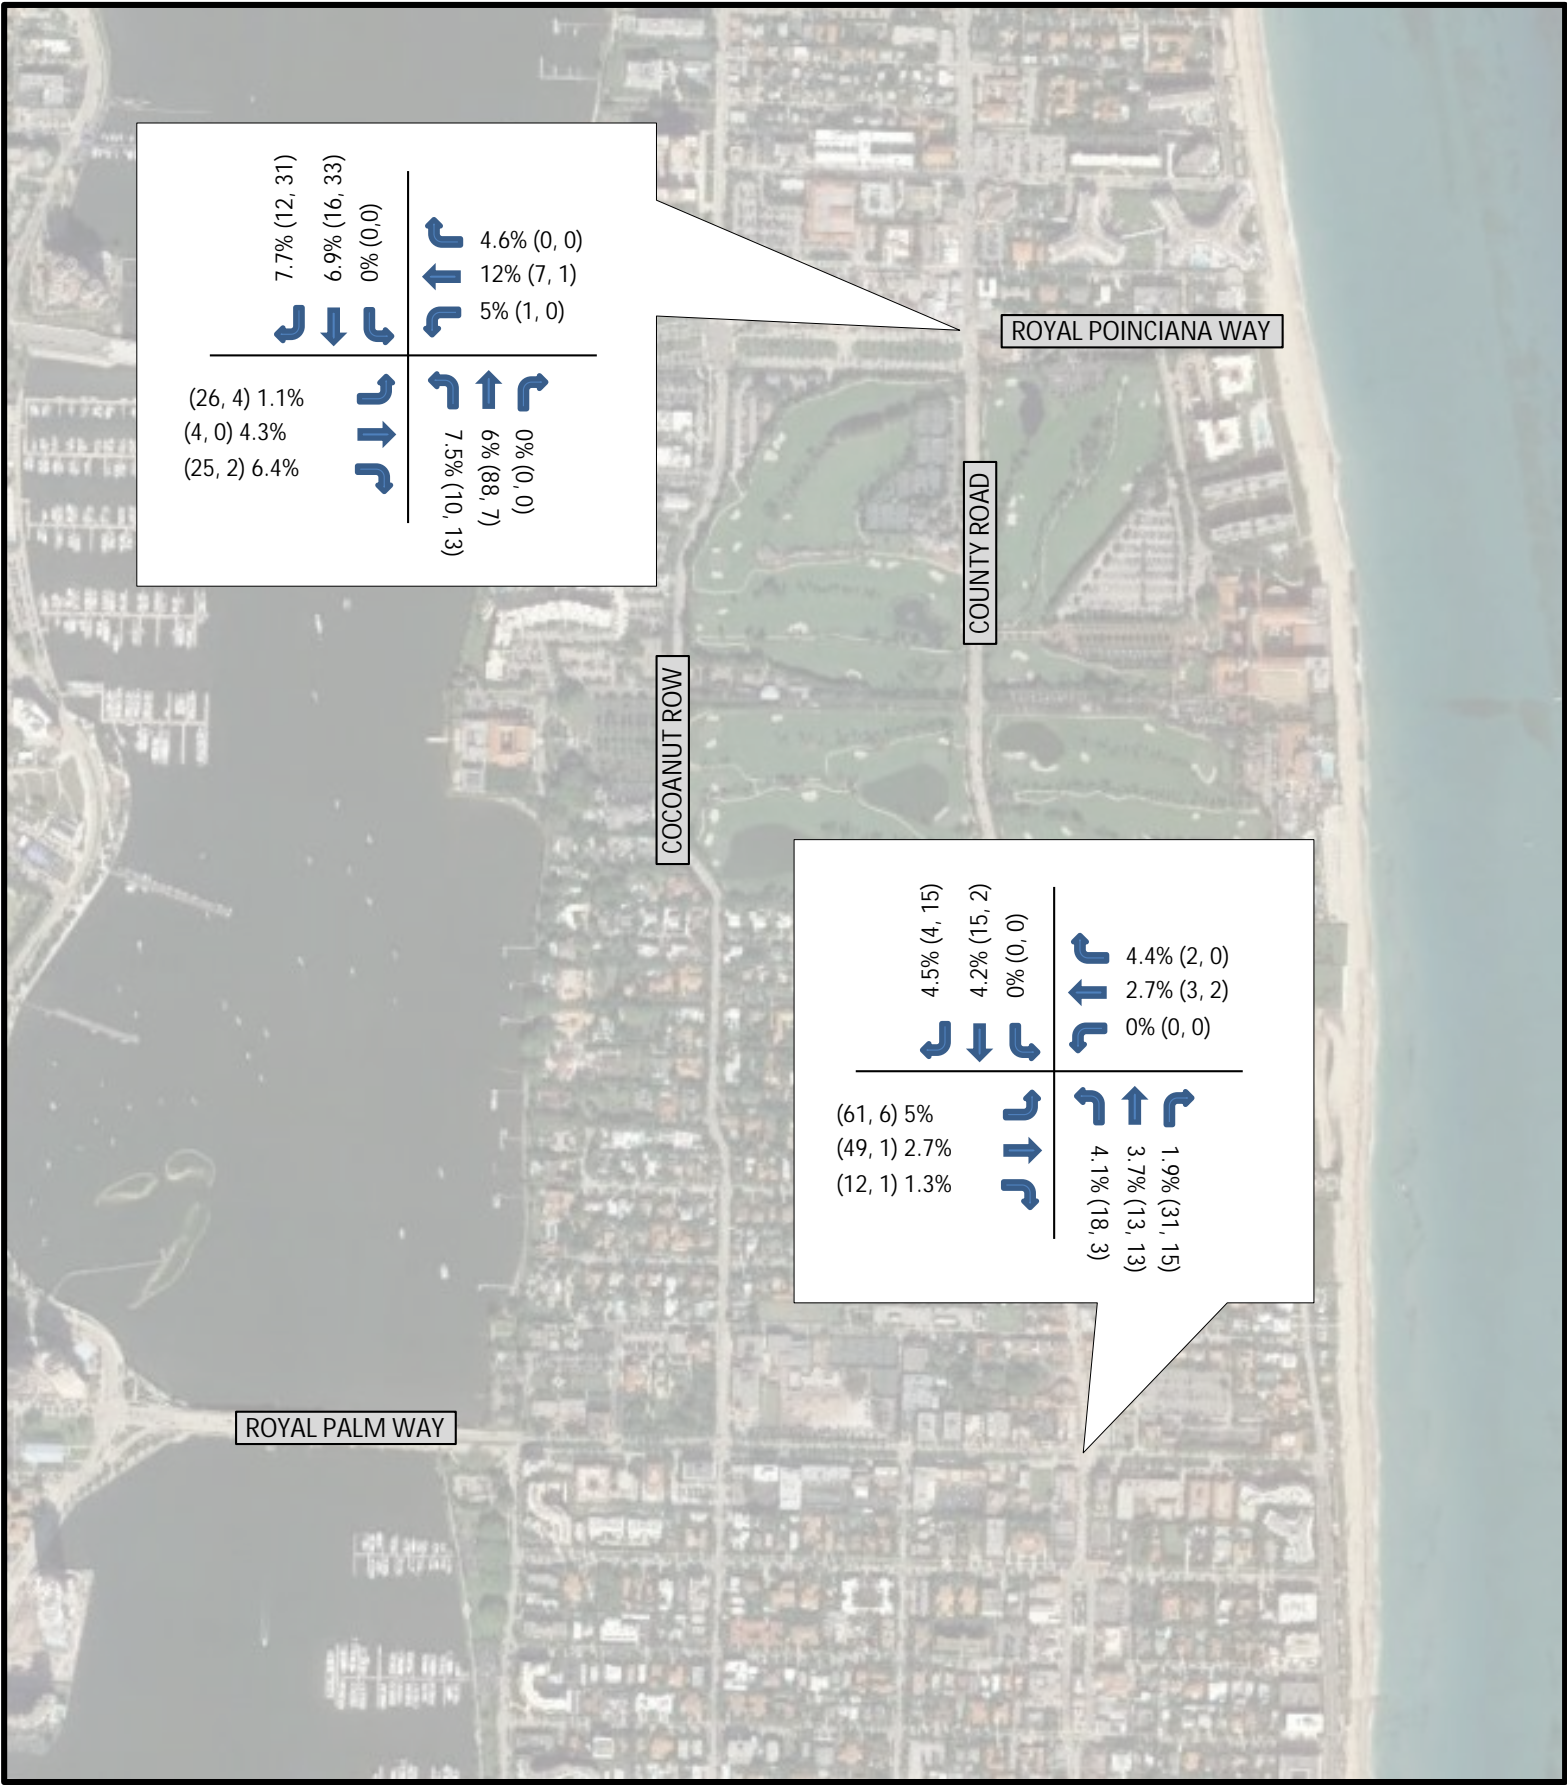 7.7% (12, 31)
6.9% (16, 33)
0% (0,0)
4.6% (0, 0)
12% (7, 1)
5% (1, 0)
(26, 4) 1.1%
(4, 0) 4.3%
(25, 2) 6.4%
7.5% (10, 13)
6% (88, 7)
0% (0, 0)
ROYAL POINCIANA WAY
COUNTY ROAD
COCOANUT ROW
4.5% (4, 15)
4.2% (15, 2)
0% (0, 0)
4.4% (2, 0)
2.7% (3, 2)
0% (0, 0)
(61, 6) 5%
(49, 1) 2.7%
(12, 1) 1.3%
4.1% (18, 3)
3.7% (13, 13)
1.9% (31, 15)
ROYAL PALM WAY